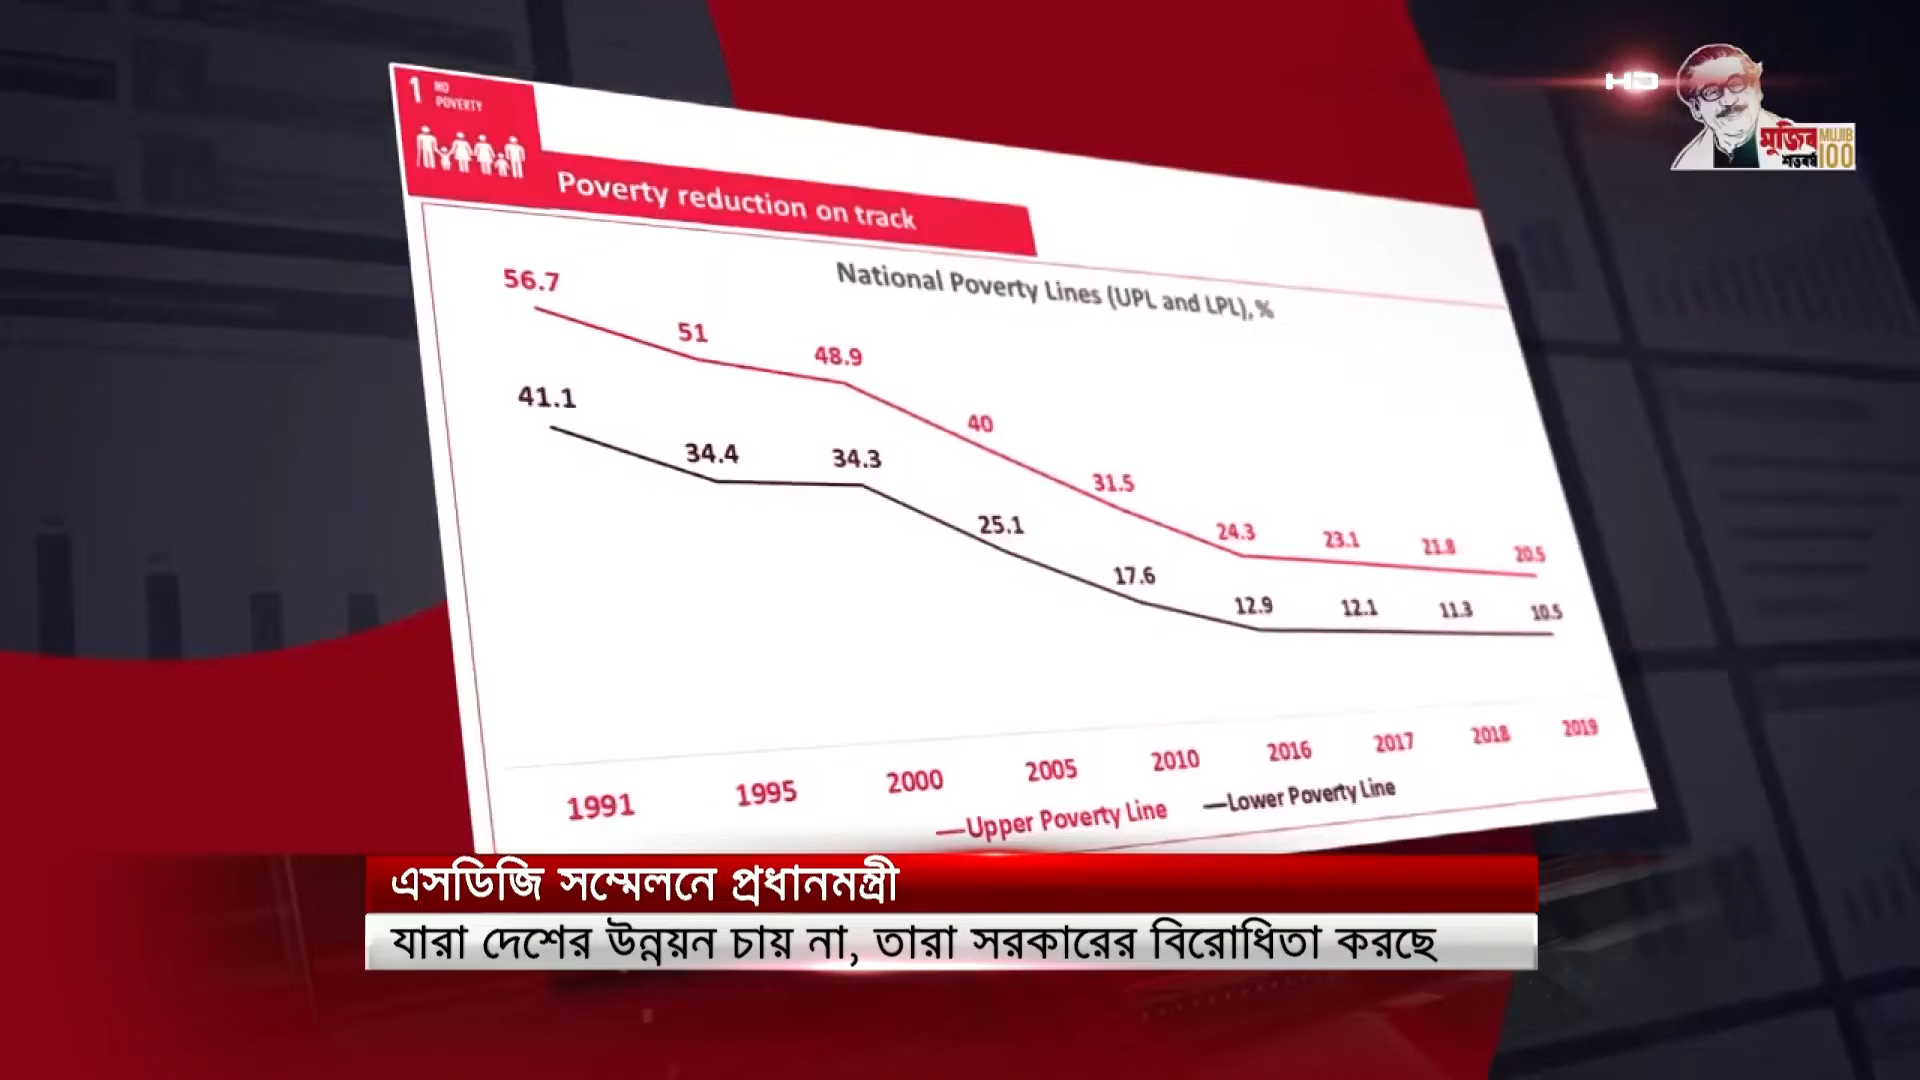 1 NO
POVERTY
Poverty reduction on track
National Poverty Lines (UPL and LPL), %
56.7 51 48.9 40 31.5 24.3 23.1 21.8 20.5
41.1 34.4 34.3 25.1 17.6 12.9 12.1 11.3 10.5
1991 1995 2000 2005 2010 2016 2017 2018 2019
Upper Poverty Line Lower Poverty Line
HD
মুজিব MUJIB
শতবর্ষ 100
এসডিজি সম্মেলনে প্রধানমন্ত্রী
যারা দেশের উন্নয়ন চায় না, তারা সরকারের বিরোধিতা করছে